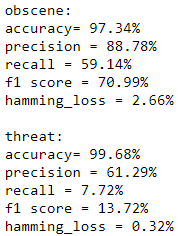 obscene:
accuracy= 97.34%
precision = 88.78%
recall = 59.14%
f1 score = 70.99%
hamming_loss = 2.66%

threat:
accuracy= 99.68%
precision = 61.29%
recall = 7.72%
f1 score = 13.72%
hamming_loss = 0.32%